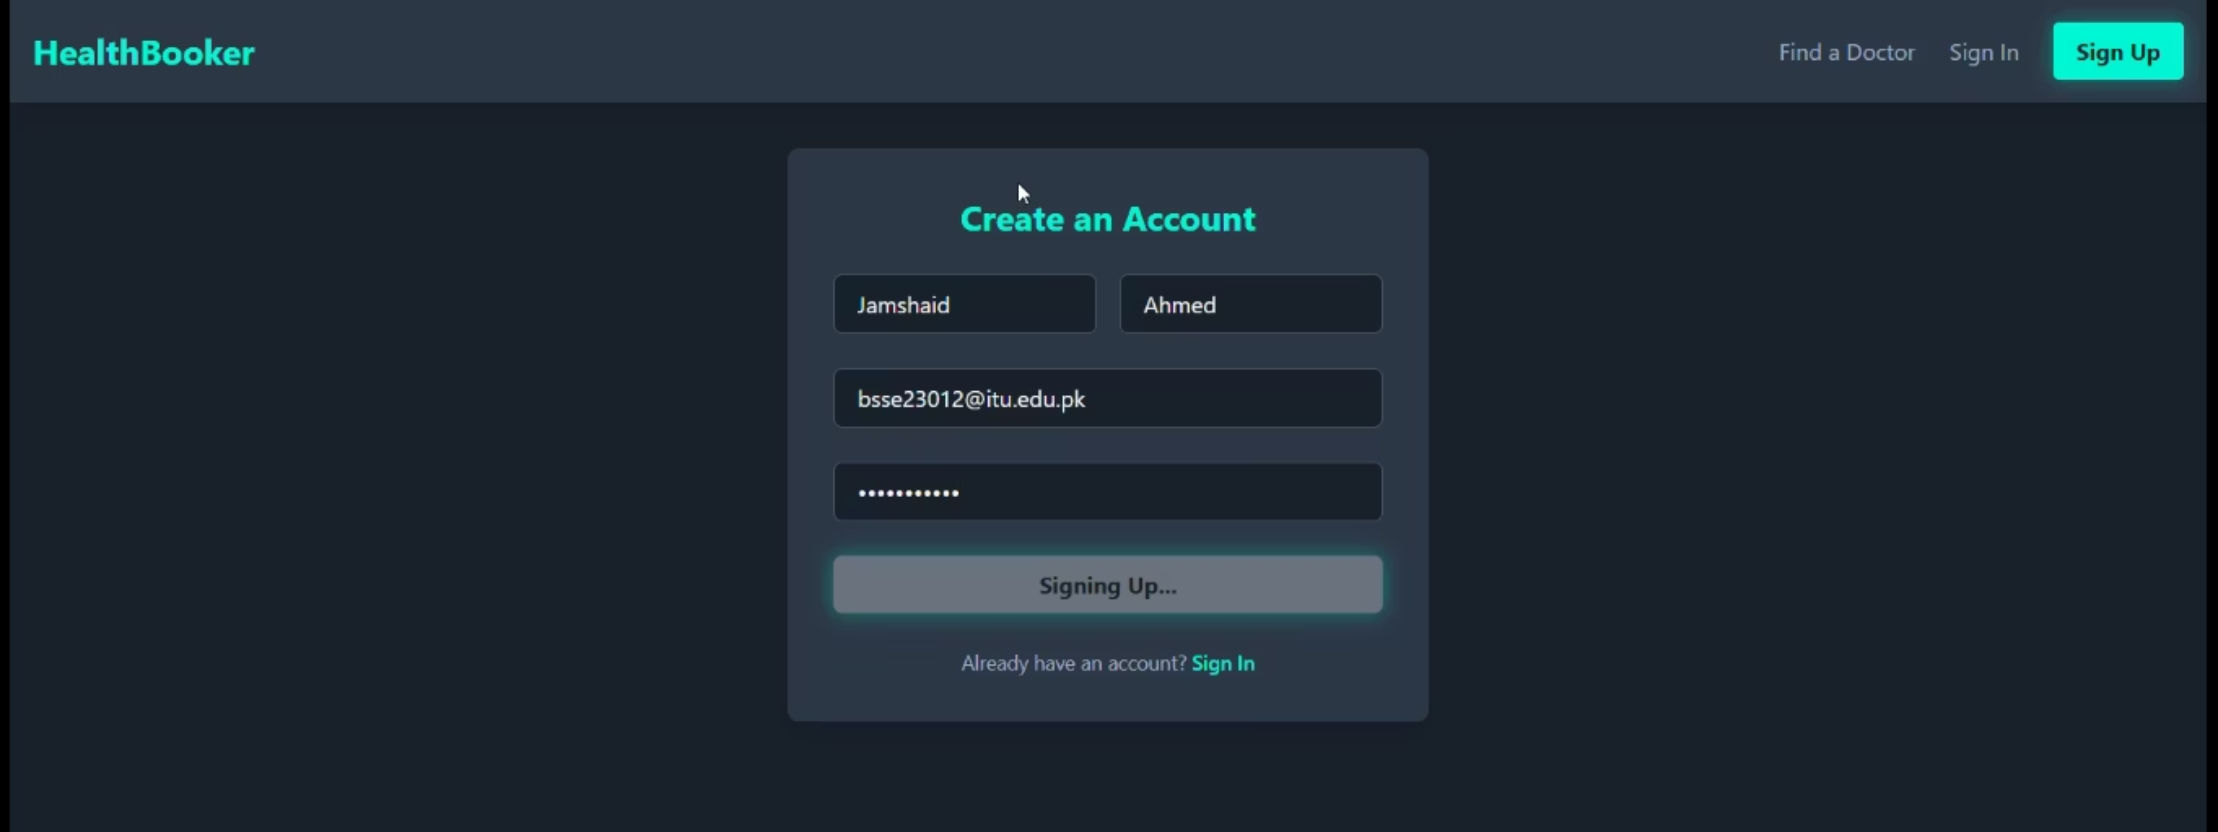 HealthBooker
Find a Doctor Sign In Sign Up
Create an Account
Jamshaid Ahmed
bsse23012@itu.edu.pk
•••••••••••
Signing Up...
Already have an account? Sign In